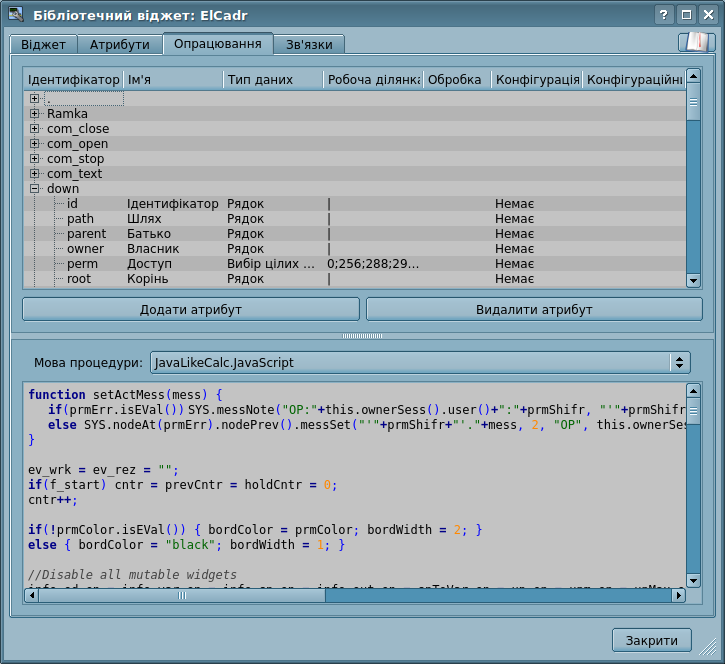 Бібліотечний віджет: ElCadr
Віджет Атрибути Опрацювання Зв'язки
Ідентифікатор Ім'я Тип даних Робоча ділянка Обробка Конфігурація Конфігураційни
.
Ramka
com_close
com_open
com_stop
com_text
down
id Ідентифікатор Рядок | Немає
path Шлях Рядок | Немає
parent Батько Рядок | Немає
owner Власник Рядок | Немає
perm Доступ Вибір цілих ... 0;256;288;29... Немає
root Корінь Рядок | Немає
Додати атрибут Видалити атрибут
Мова процедури: JavaLikeCalc.JavaScript
function setActMess(mess) {
if(prmErr.isEVal()) SYS.messNote("OP:"+this.ownerSess().user()+":"+prmShifr, "'"+prmShifr
else SYS.nodeAt(prmErr).nodePrev().messSet("'"+prmShifr+"'."+mess, 2, "OP", this.ownerSes
}
ev_wrk = ev_rez = "";
if(f_start) cntr = prevCntr = holdCntr = 0;
cntr++;
if(!prmColor.isEVal()) { bordColor = prmColor; bordWidth = 2; }
else { bordColor = "black"; bordWidth = 1; }
//Disable all mutable widgets
Закрити